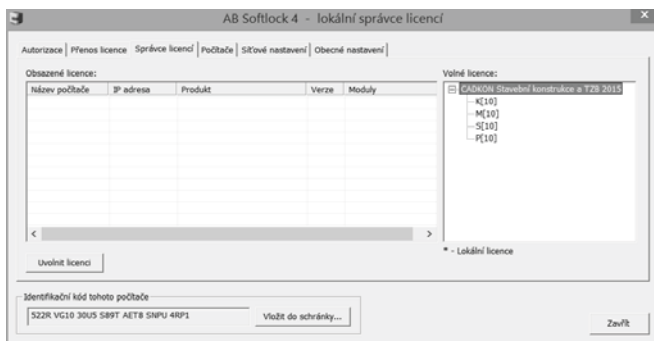 AB Softlock 4 - lokální správce licencí
Autorizace Přenos licence Správce licencí Počítače Síťové nastavení Obecné nastavení
Obsazené licence:
Název počítače IP adresa Produkt Verze Moduly
Volné licence:
CADKON Stavební konstrukce a TZB 2015
K[10]
M[10]
S[10]
P[10]
* - Lokální licence
Uvolnit licenci
Identifikační kód tohoto počítače
522R VG10 30U5 S89T AET8 SNPU 4RP1
Vložit do schránky...
Zavřít